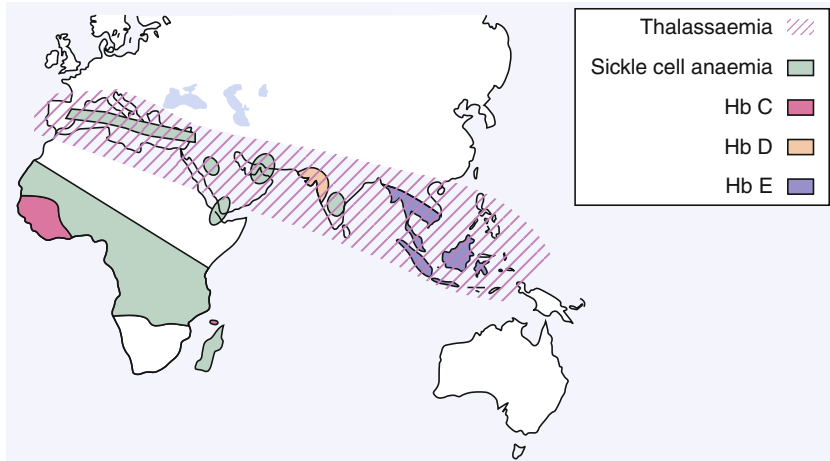 Thalassaemia
Sickle cell anaemia
Hb C
Hb D
Hb E